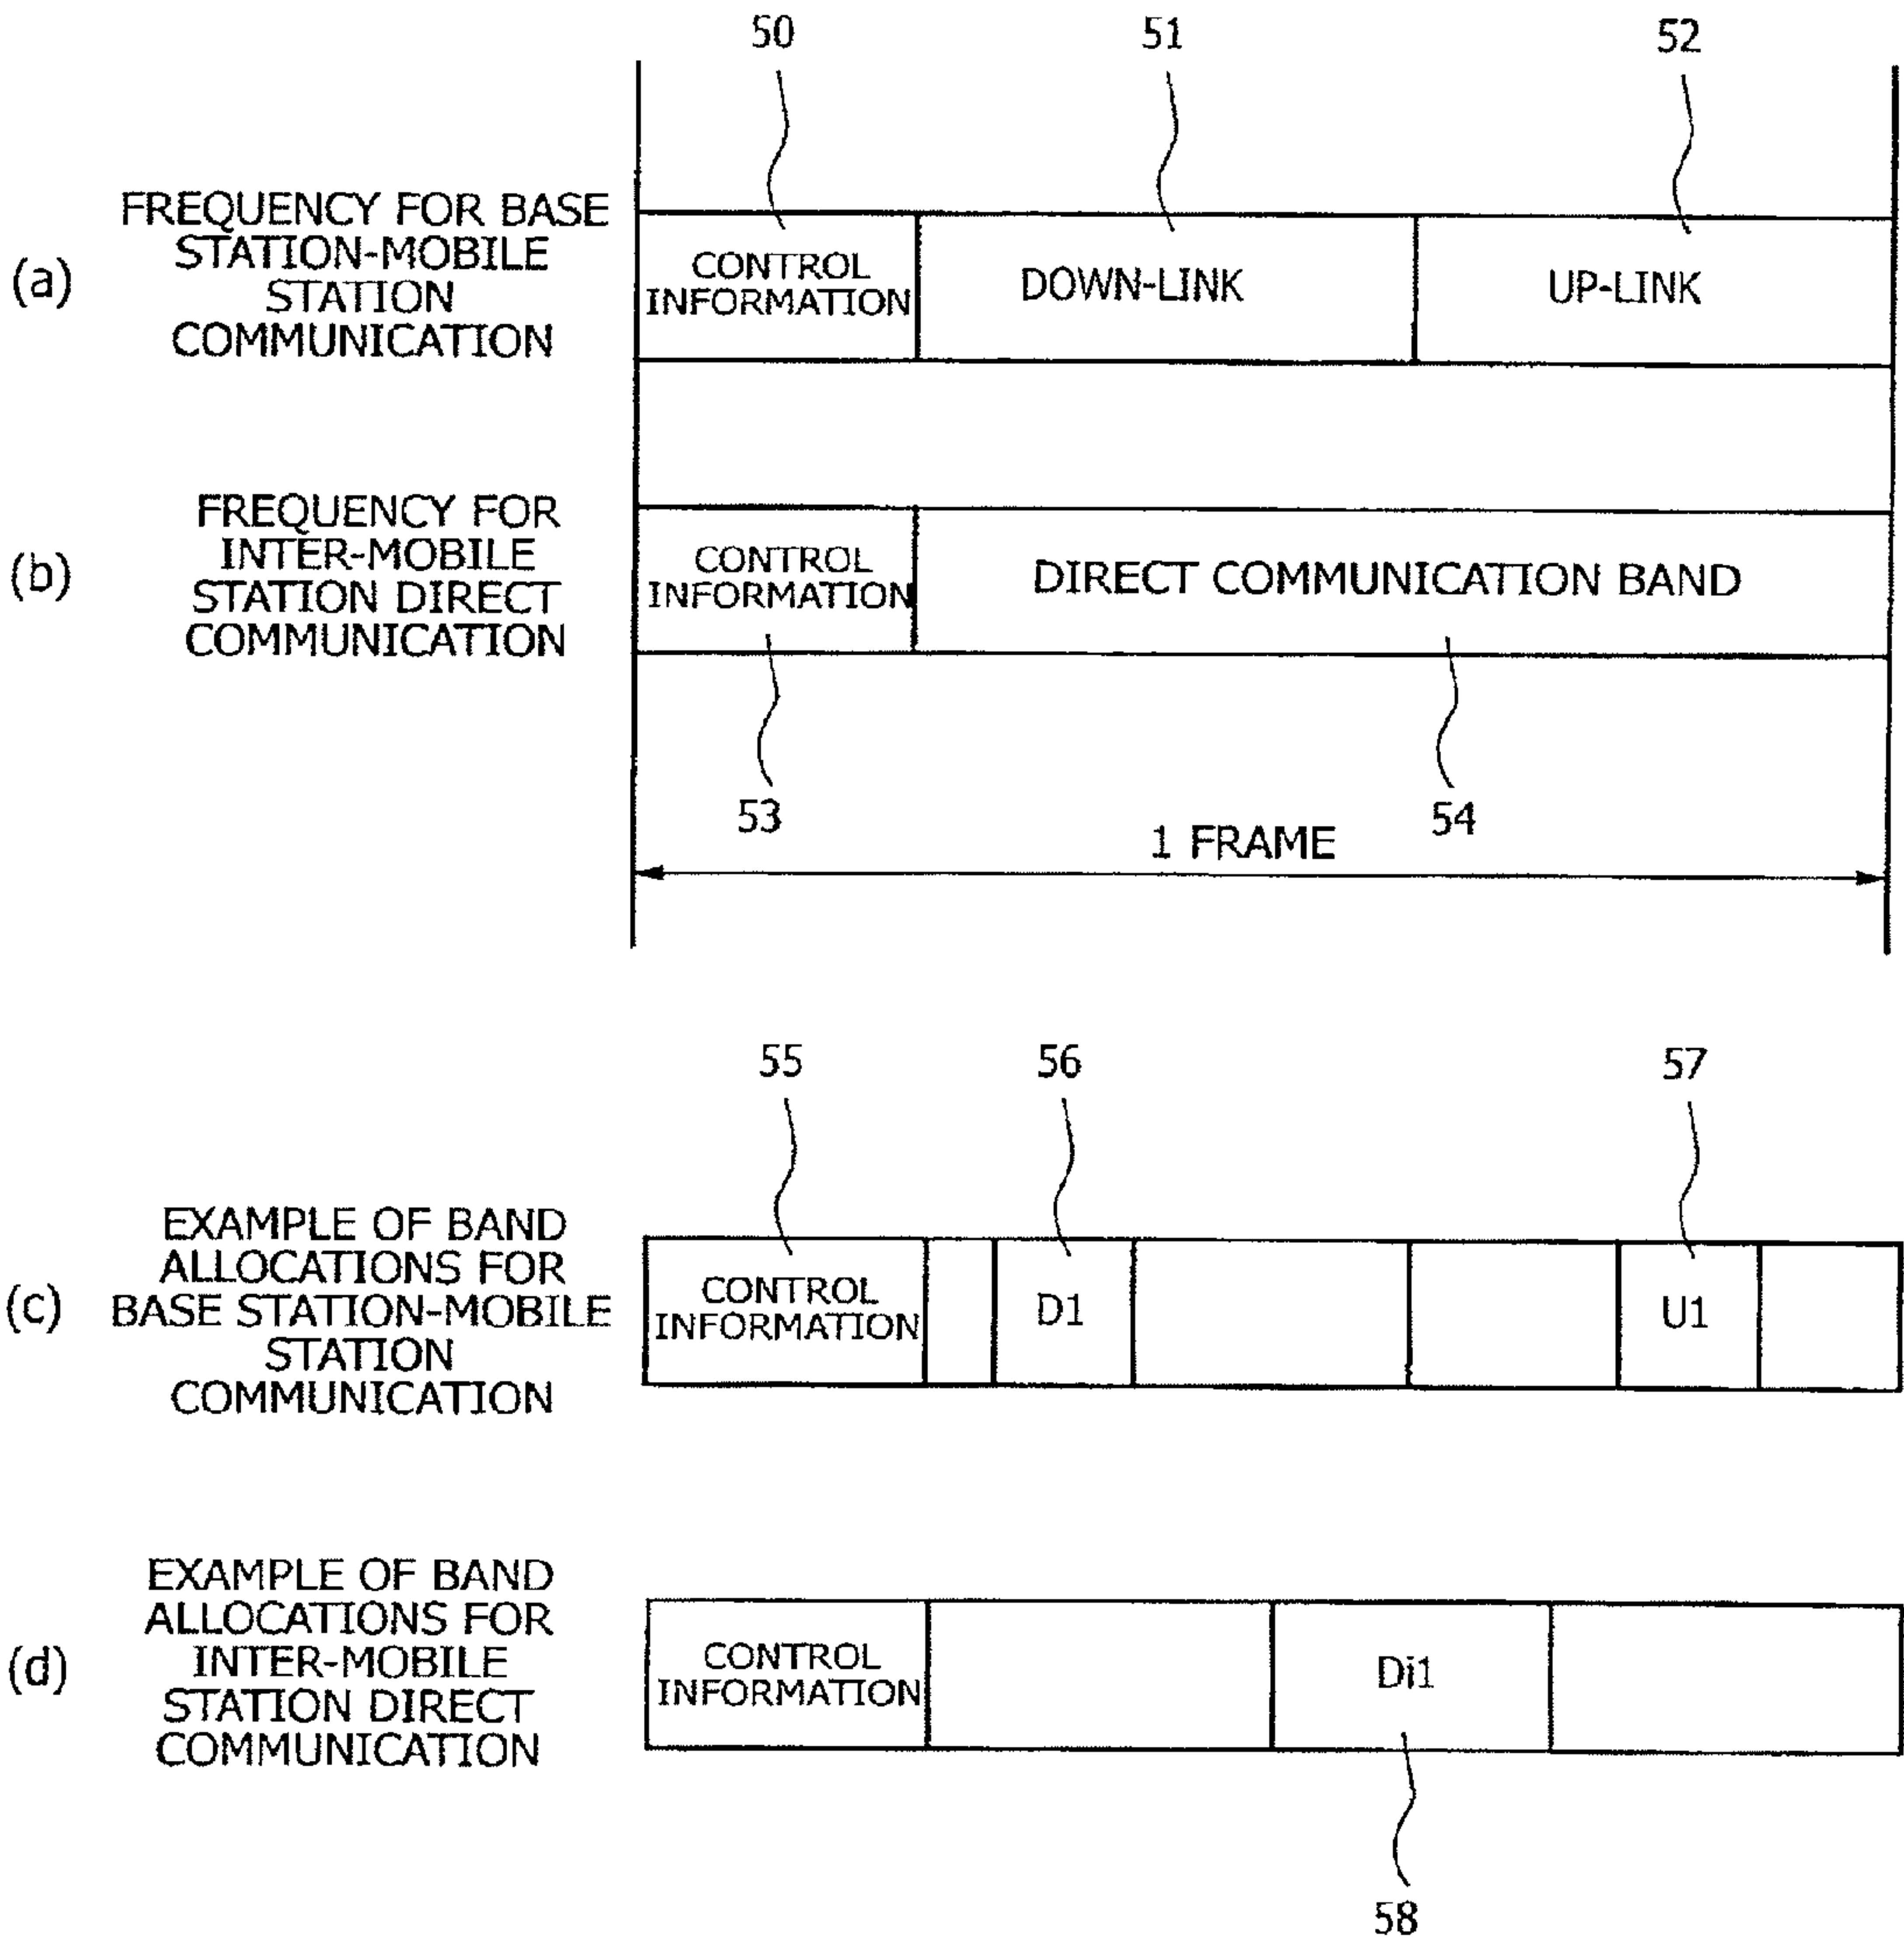 50
51
52
(a)
FREQUENCY FOR BASE
STATION-MOBILE
STATION
COMMUNICATION
CONTROL
INFORMATION
DOWN-LINK
UP-LINK
(b)
FREQUENCY FOR
INTER-MOBILE
STATION DIRECT
COMMUNICATION
CONTROL
INFORMATION
DIRECT COMMUNICATION BAND
53
54
1 FRAME
55
56
57
(c)
EXAMPLE OF BAND
ALLOCATIONS FOR
BASE STATION-MOBILE
STATION
COMMUNICATION
CONTROL
INFORMATION
D1
U1
(d)
EXAMPLE OF BAND
ALLOCATIONS FOR
INTER-MOBILE
STATION DIRECT
COMMUNICATION
CONTROL
INFORMATION
Di1
58